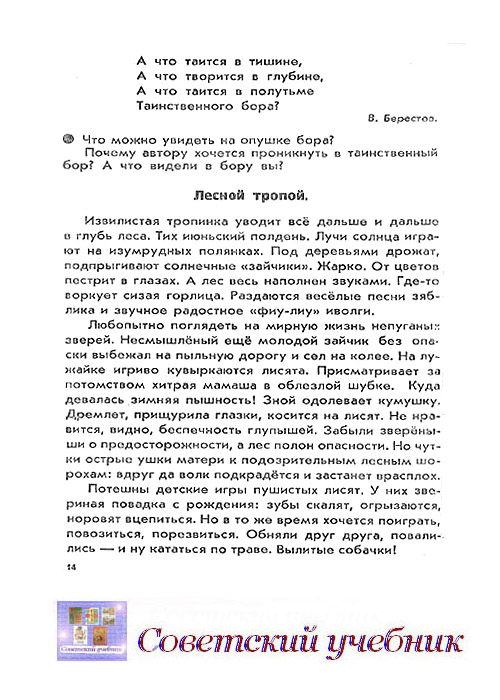 А что таится в тишине,
А что творится в глубине,
А что таится в полутьме
Таинственного бора?
В. Берестов.
Что можно увидеть на опушке бора?
Почему автору хочется проникнуть в таинственный
бор? А что видели в бору вы?
Лесной тропой.
Извилистая тропинка уводит всё дальше и дальше
в глубь леса. Тих июньский полдень. Лучи солнца игра-
ют на изумрудных полянках. Под деревьями дрожат,
подпрыгивают солнечные «зайчики». Жарко. От цветов
пестрит в глазах. А лес весь наполнен звуками. Где-то
воркует сизая горлица. Раздаются весёлые песни зяб-
лика и звучное радостное «фиу-лиу» иволги.
Любопытно поглядеть на мирную жизнь непуганых
зверей. Несмышлёный ещё молодой зайчик без опа-
ски выбежал на пыльную дорогу и сел на колее. На лу-
жайке игриво кувыркаются лисята. Присматривает за
потомством хитрая мамаша в облезлой шубке. Куда
девалась зимняя пышность! Зной одолевает кумушку.
Дремлет, прищурила глазки, косится на лисят. Не нра-
вится, видно, беспечность глупышей. Забыли зверёны-
ши о предосторожности, а лес полон опасности. Но чут-
ки острые ушки матери к подозрительным лесным шо-
рохам: вдруг да волк подкрадётся и застанет врасплох.
Потешны детские игры пушистых лисят. У них зве-
риная повадка с рождения: зубы скалят, огрызаются,
норовят вцепиться. Но в то же время хочется поиграть,
повозиться, порезвиться. Обняли друг друга, повали-
лись — и ну кататься по траве. Вылитые собачки!
14
Советский учебник
Советский учебник